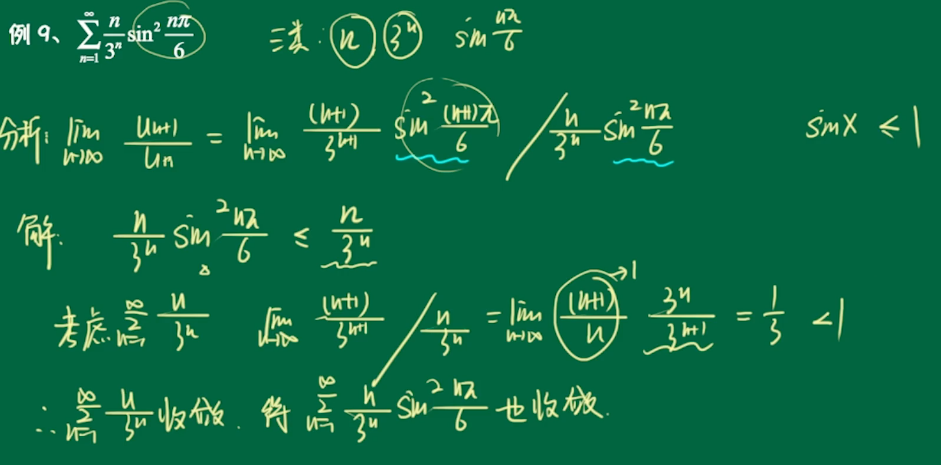 例 9、 $\sum_{n=1}^{\infty} \frac{n}{3^n} \sin^2 \frac{n\pi}{6}$ 三类: n 3^n $\sin \frac{n\pi}{6}$
分析: $\lim_{n\to\infty} \frac{u_{n+1}}{u_n} = \lim_{n\to\infty} \frac{(n+1)}{3^{n+1}} \sin^2 \frac{(n+1)\pi}{6} \Big/ \frac{n}{3^n} \sin^2 \frac{n\pi}{6}$ $\sin x \leq 1$
解: $\frac{n}{3^n} \sin^2 \frac{n\pi}{6} \leq \frac{n}{3^n}$
考虑 $\sum_{n=1}^{\infty} \frac{n}{3^n}$ $\lim_{n\to\infty} \frac{(n+1)}{3^{n+1}} \Big/ \frac{n}{3^n} = \lim_{n\to\infty} \frac{(n+1)}{n} \to 1 \frac{3^n}{3^{n+1}} = \frac{1}{3} < 1$
∴ $\sum_{n=1}^{\infty} \frac{n}{3^n}$ 收敛. 得 $\sum_{n=1}^{\infty} \frac{n}{3^n} \sin^2 \frac{n\pi}{6}$ 也收敛.